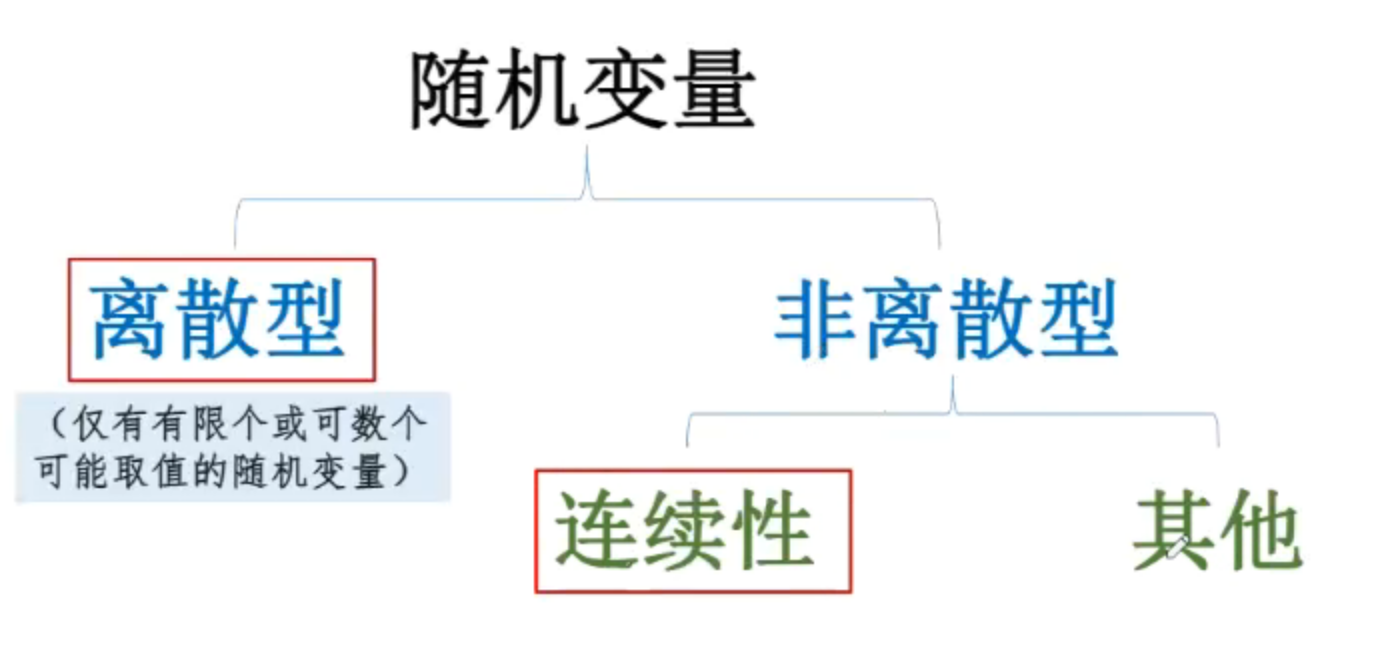 随机变量
离散型
非离散型
（仅有有限个或可数个
可能取值的随机变量）
连续性
其他